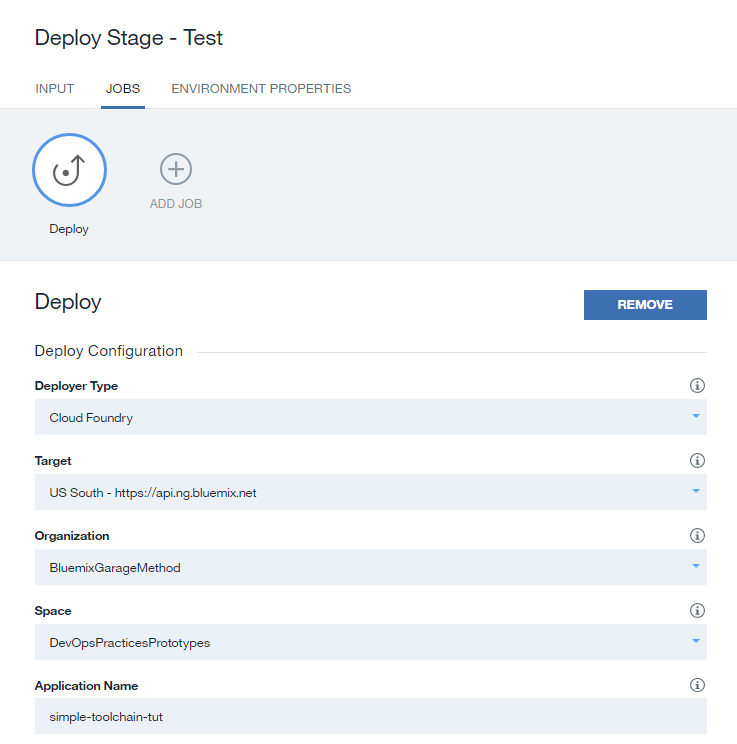 Deploy Stage - Test
INPUT JOBS ENVIRONMENT PROPERTIES
Deploy
ADD JOB
Deploy
REMOVE
Deploy Configuration
Deployer Type
Cloud Foundry
Target
US South - https://api.ng.bluemix.net
Organization
BluemixGarageMethod
Space
DevOpsPracticesPrototypes
Application Name
simple-toolchain-tut